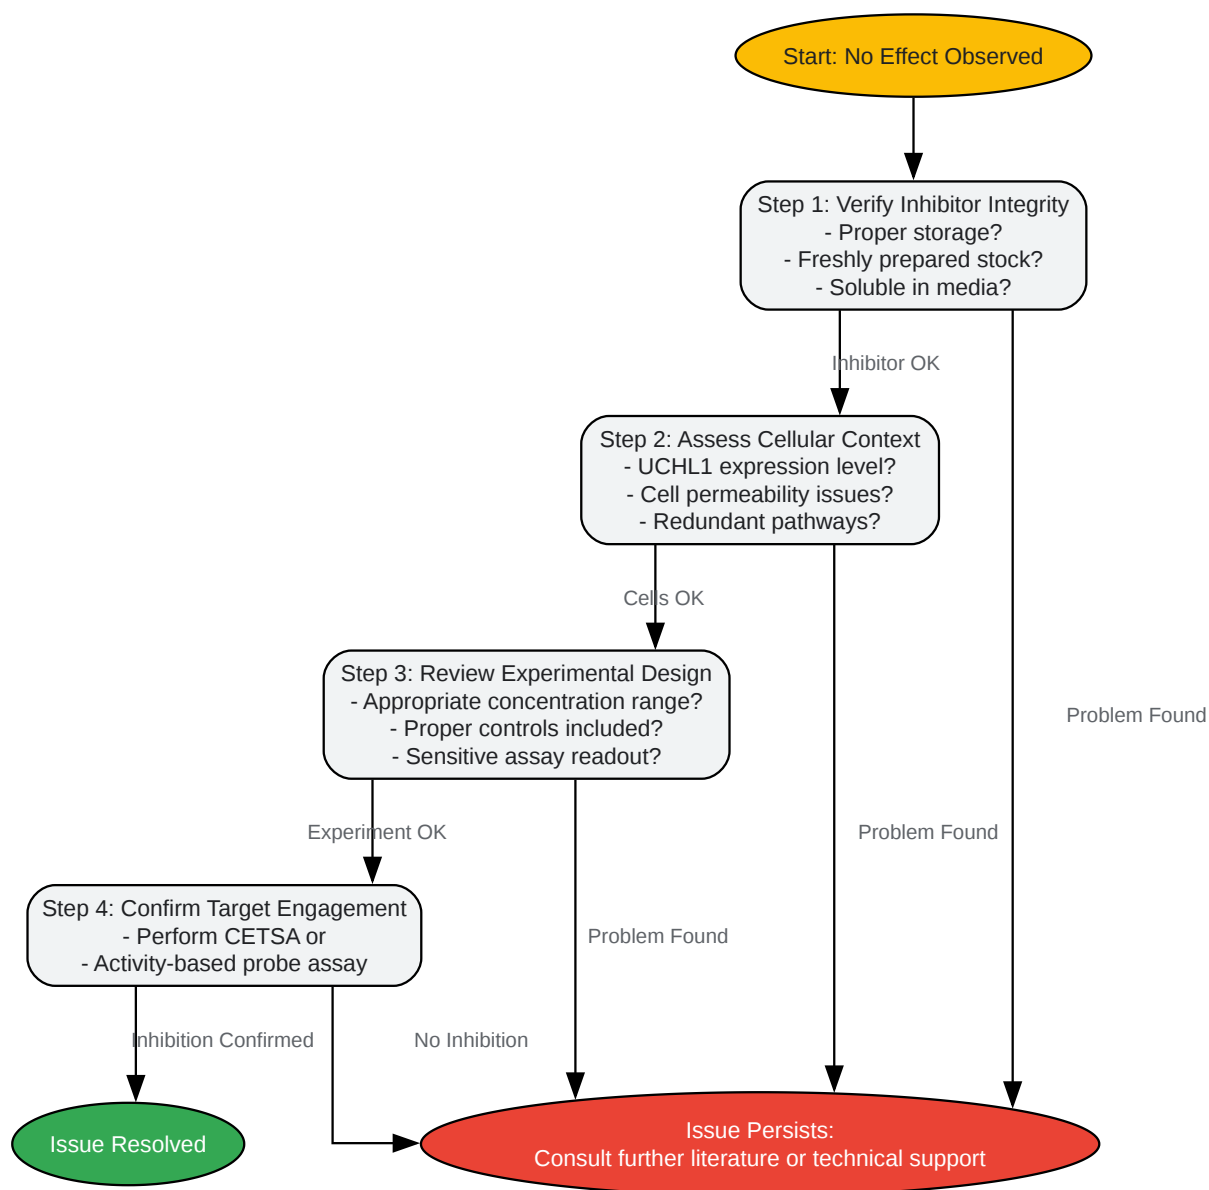 Start: No Effect Observed
Step 1: Verify Inhibitor Integrity
- Proper storage?
- Freshly prepared stock?
- Soluble in media?
Inhibitor OK
Step 2: Assess Cellular Context
- UCHL1 expression level?
- Cell permeability issues?
- Redundant pathways?
Cells OK
Step 3: Review Experimental Design
- Appropriate concentration range?
- Proper controls included?
- Sensitive assay readout?
Problem Found
Experiment OK
Problem Found
Step 4: Confirm Target Engagement
- Perform CETSA or
- Activity-based probe assay
Problem Found
Inhibition Confirmed
No Inhibition
Issue Resolved
Issue Persists:
Consult further literature or technical support